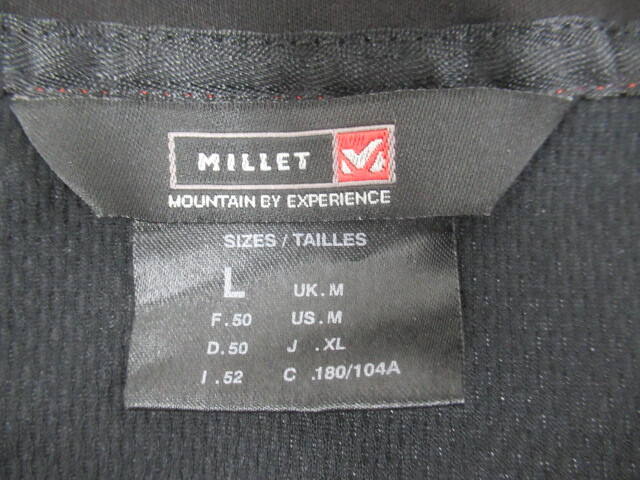 MILLET
MOUNTAIN BY EXPERIENCE
SIZES / TAILLES
L UK.M
F.50 US.M
D.50 J .XL
I .52 C .180/104A